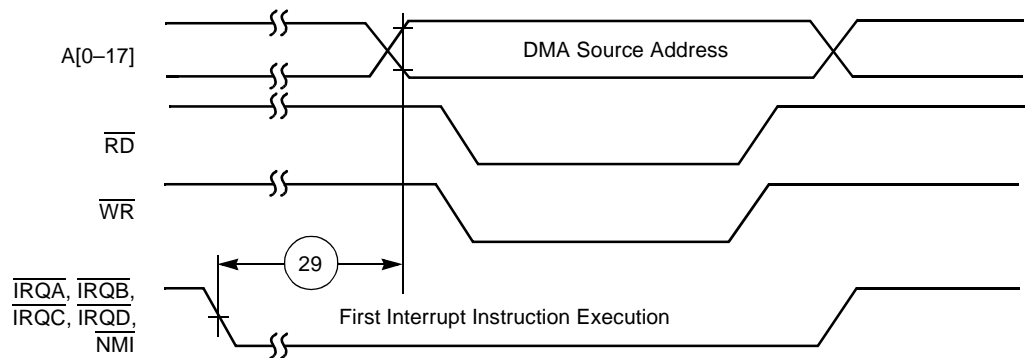 A[0–17]
DMA Source Address
RD
WR
29
IRQA, IRQB,
IRQC, IRQD,
NMI
First Interrupt Instruction Execution